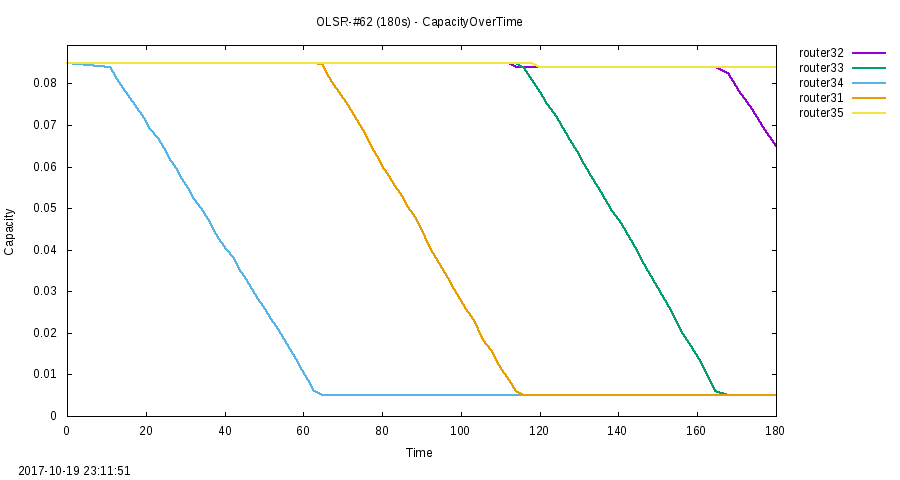 OLSR-#62 (180s) - CapacityOverTime
router32
router33
router34
router31
router35
0.08
0.07
0.06
0.05
0.04
0.03
0.02
0.01
0
Capacity
0 20 40 60 80 100 120 140 160 180
Time
2017-10-19 23:11:51